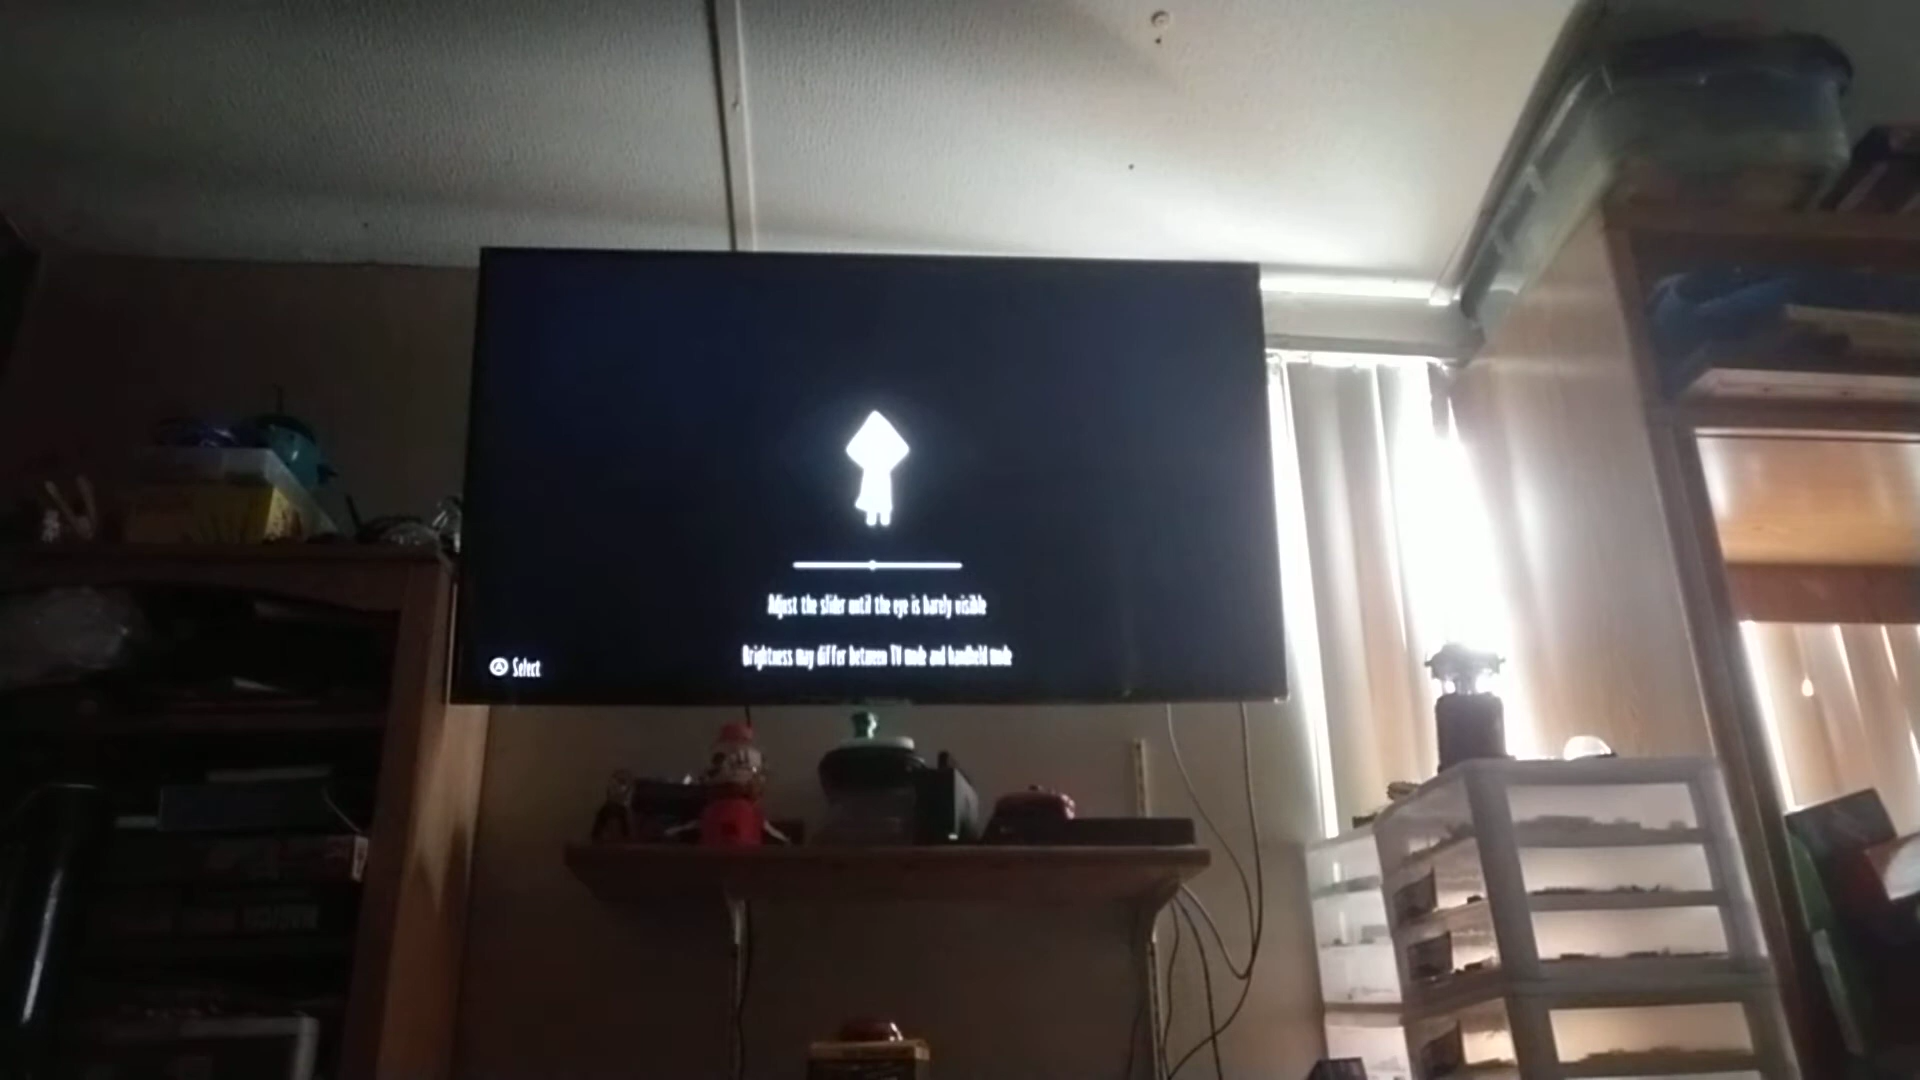 Adjust the slider until the eye is barely visible
Brightness may differ between TV mode and handheld mode
Select